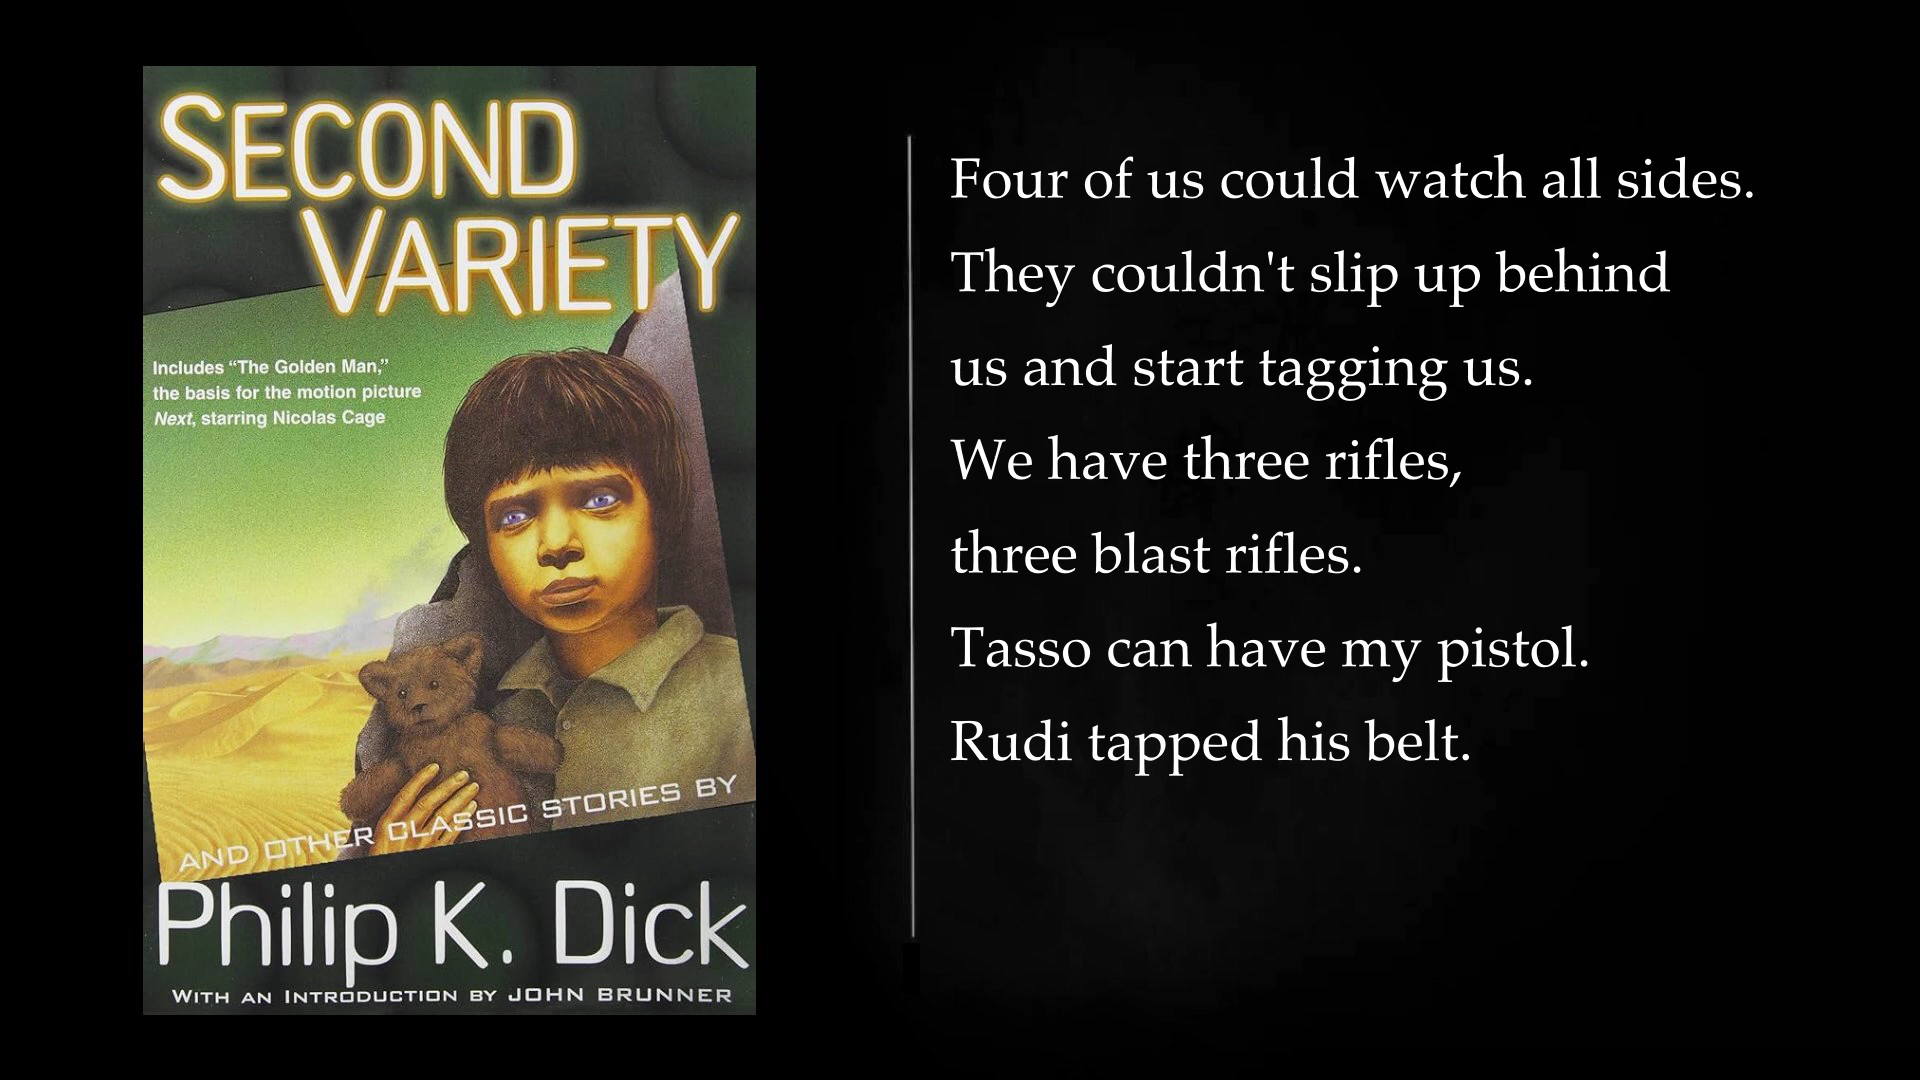 SECOND
VARIETY
Includes “The Golden Man,”
the basis for the motion picture
Next, starring Nicolas Cage
AND OTHER CLASSIC STORIES BY
Philip K. Dick
WITH AN INTRODUCTION BY JOHN BRUNNER
Four of us could watch all sides.
They couldn't slip up behind
us and start tagging us.
We have three rifles,
three blast rifles.
Tasso can have my pistol.
Rudi tapped his belt.